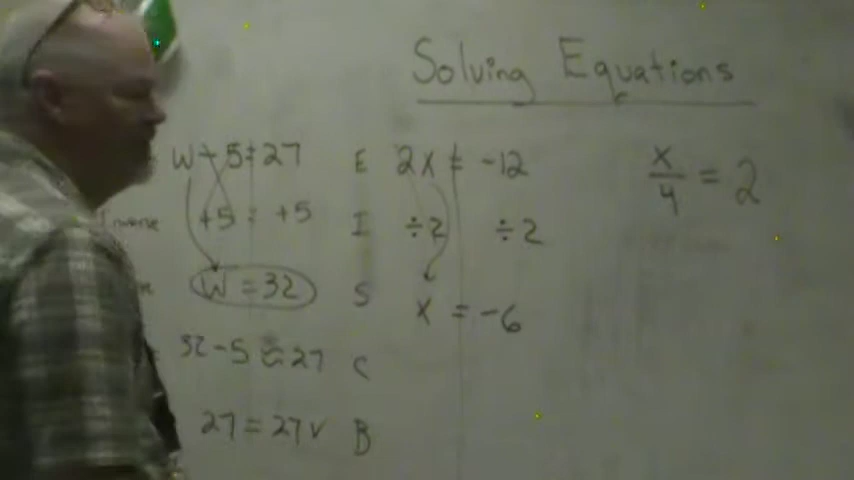 Solving Equations
W - 5 = 27
+5 = +5
W = 32
32 - 5 = 27
27 = 27 ✓
E 2x = -12
I ÷2 ÷2
S x = -6
C
B
x/4 = 2